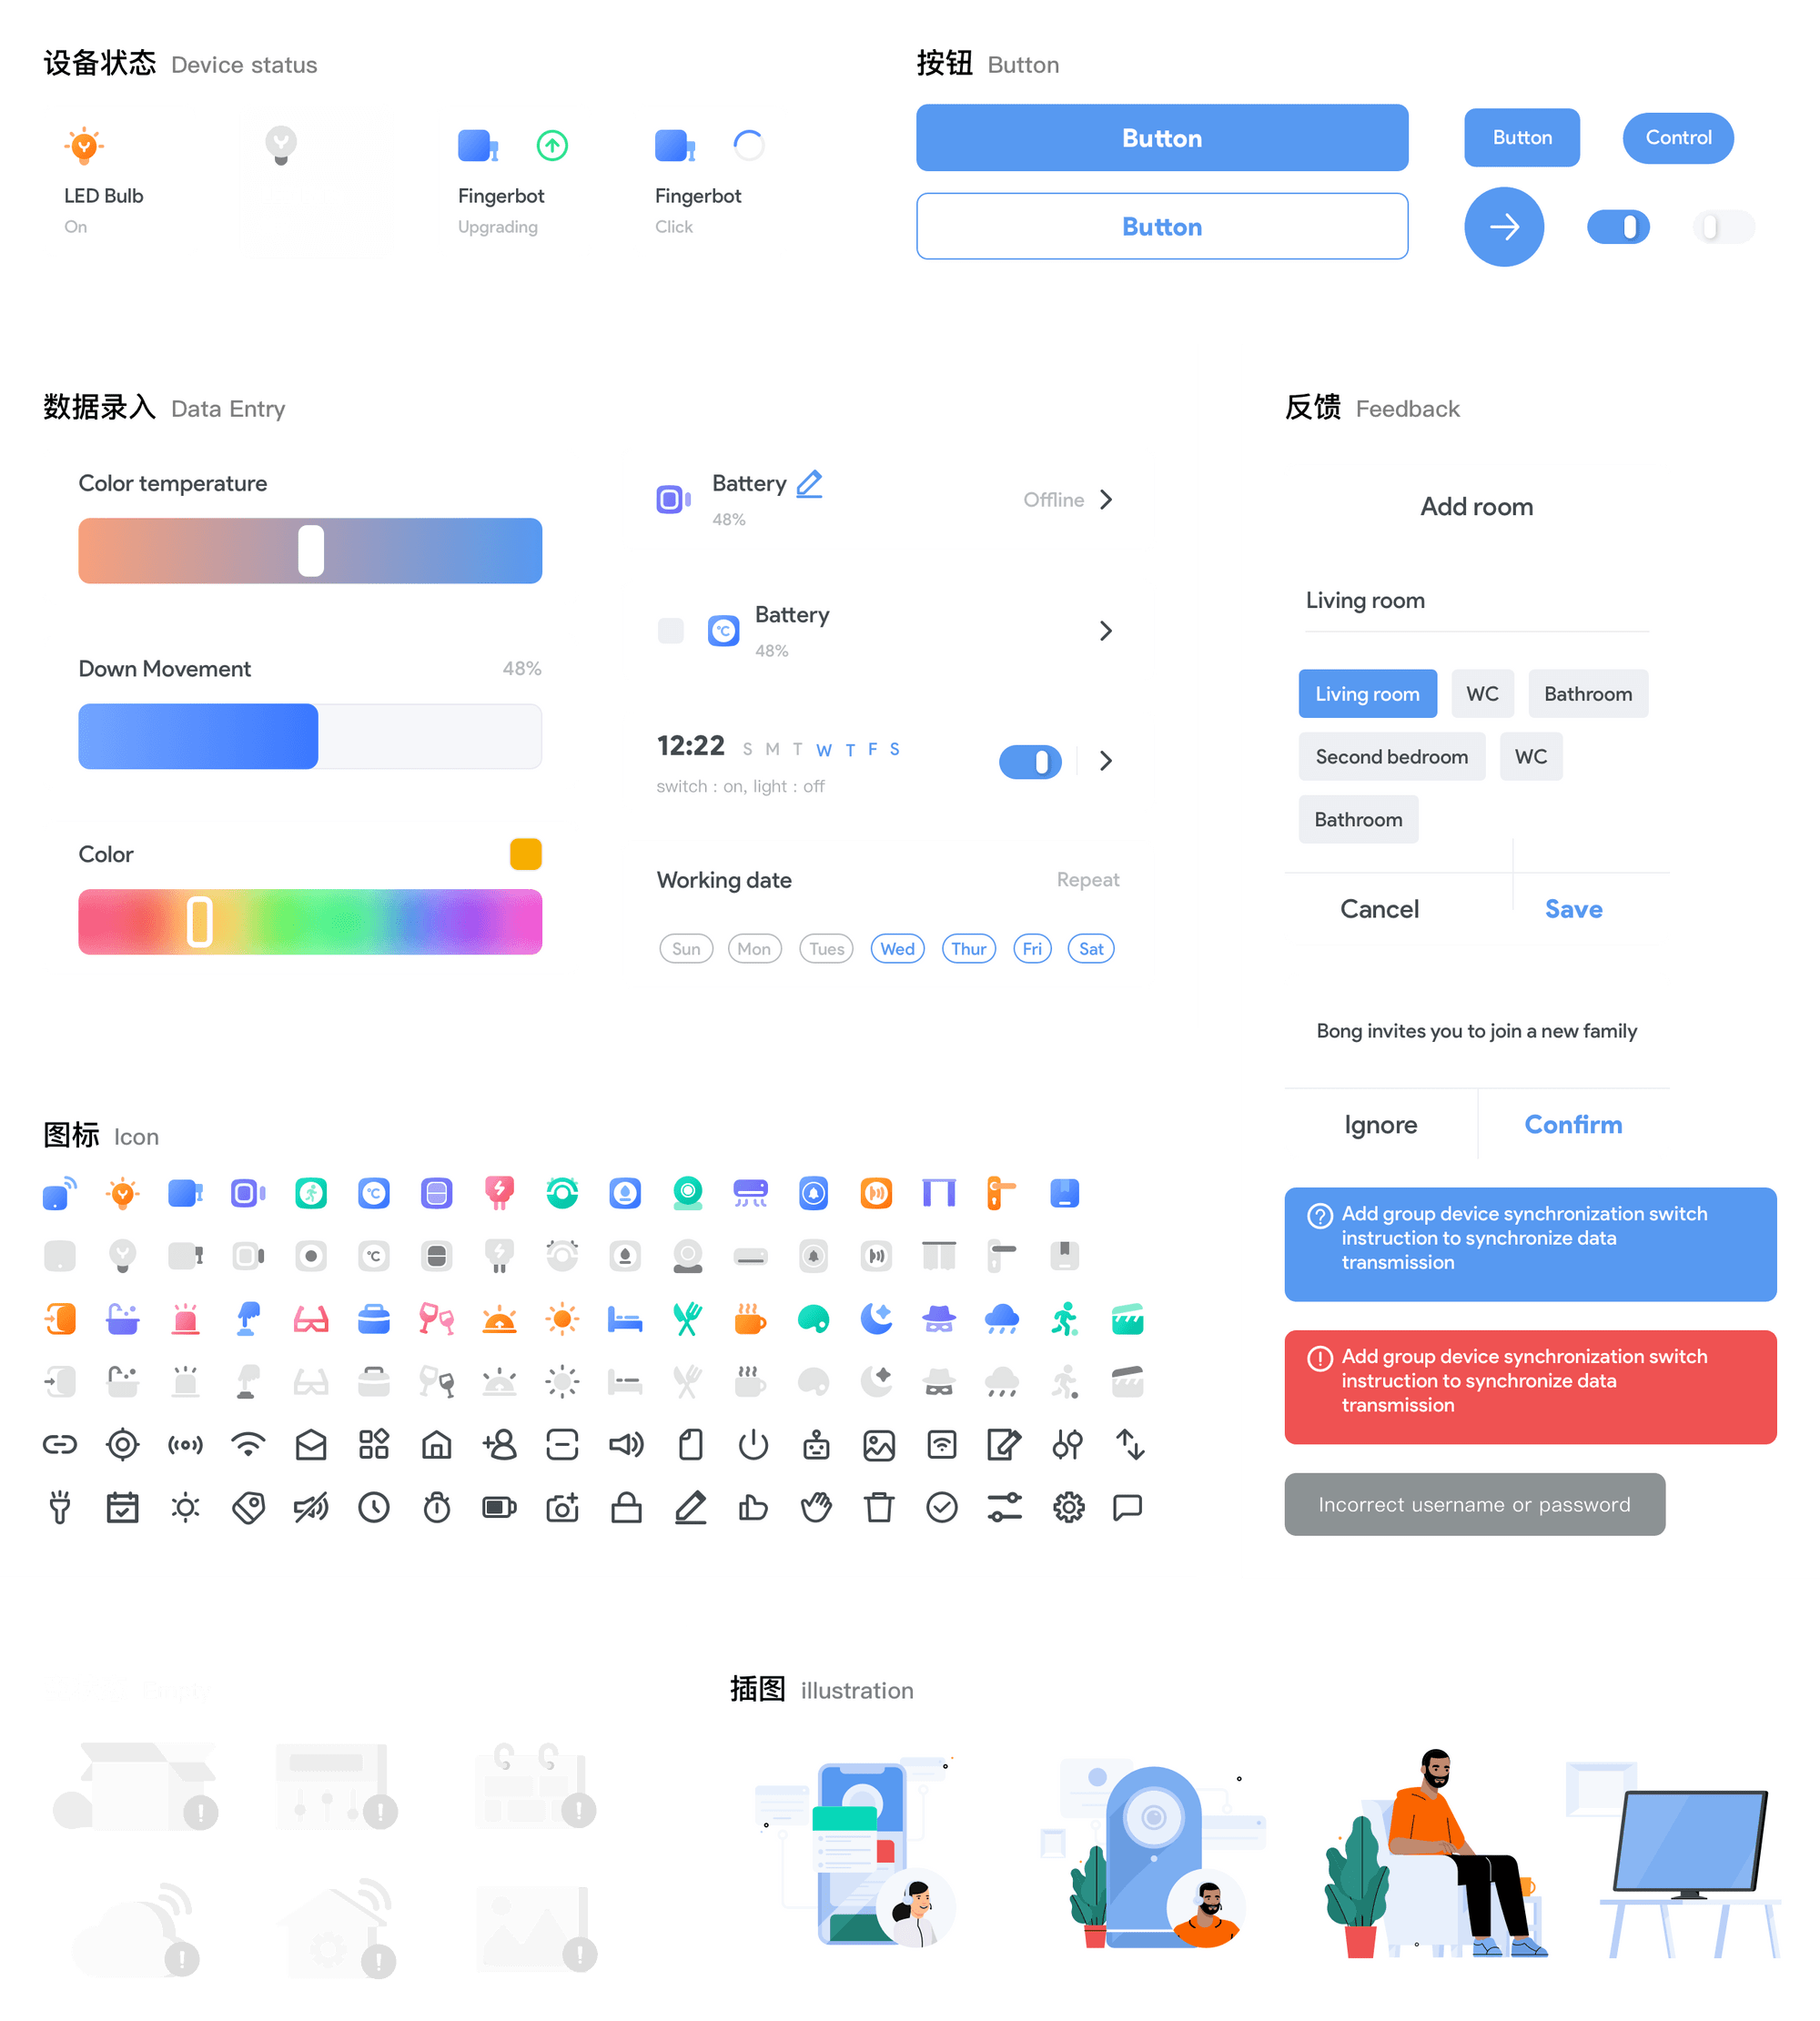 设备状态 Device status
LED Bulb
On
Fingerbot
Upgrading
Fingerbot
Click
按钮 Button
Button
Button
Button
Control
数据录入 Data Entry
Color temperature
Down Movement 48%
Color
Battery
48%
Offline
℃
Battery
48%
12:22 S M T W T F S
switch : on, light : off
Working date Repeat
Sun Mon Tues Wed Thur Fri Sat
反馈 Feedback
Add room
Living room
Living room WC Bathroom
Second bedroom WC
Bathroom
Cancel Save
Bong invites you to join a new family
Ignore Confirm
Add group device synchronization switch
instruction to synchronize data
transmission
Add group device synchronization switch
instruction to synchronize data
transmission
Incorrect username or password
图标 Icon
℃
℃
Empty
插图 illustration